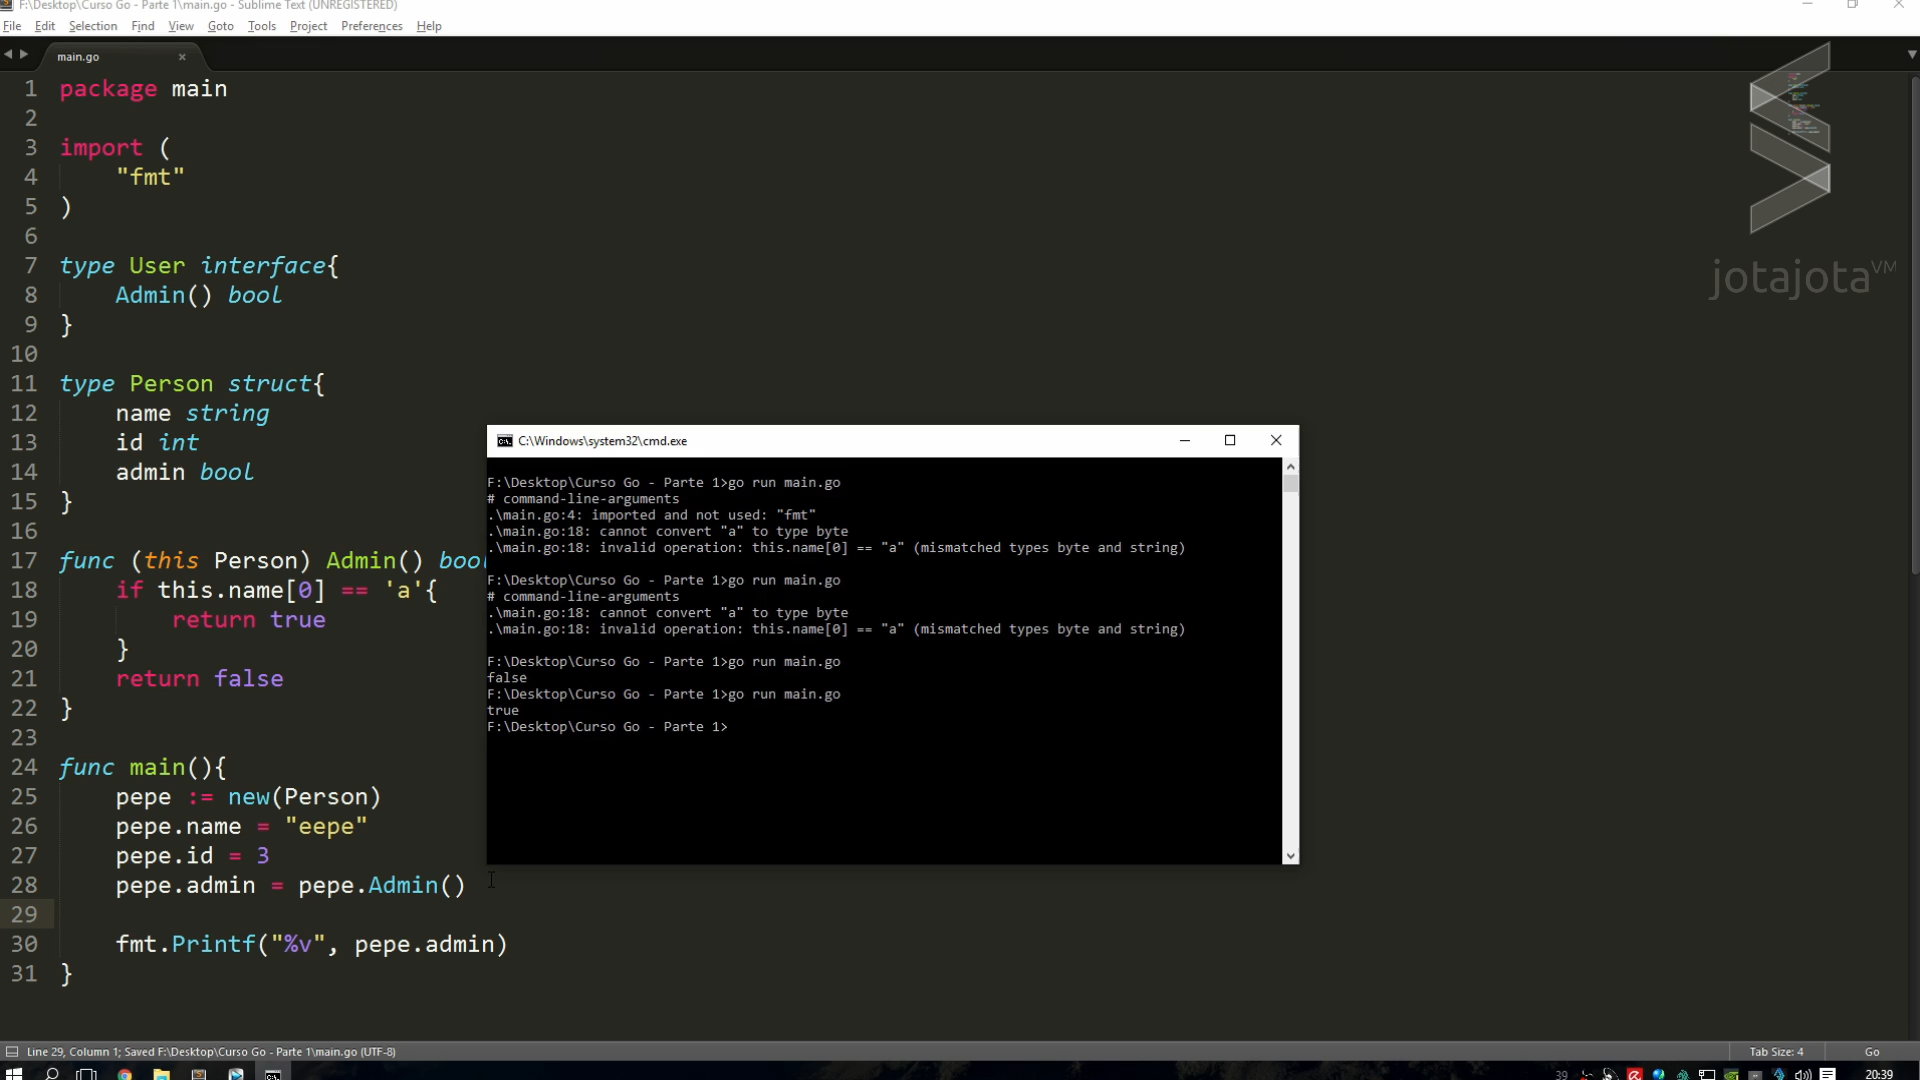 F:\Desktop\Curso Go - Parte 1\main.go - Sublime Text (UNREGISTERED)
File Edit Selection Find View Goto Tools Project Preferences Help
main.go
1 package main
2
3 import (
4 "fmt"
5 )
6
7 type User interface{
8 Admin() bool
9 }
10
11 type Person struct{
12 name string
13 id int
14 admin bool
15 }
16
17 func (this Person) Admin() bool
18 if this.name[0] == 'a'{
19 return true
20 }
21 return false
22 }
23
24 func main(){
25 pepe := new(Person)
26 pepe.name = "eepe"
27 pepe.id = 3
28 pepe.admin = pepe.Admin()
29
30 fmt.Printf("%v", pepe.admin)
31 }
jotajotaVM
C:\Windows\system32\cmd.exe
F:\Desktop\Curso Go - Parte 1>go run main.go
# command-line-arguments
.\main.go:4: imported and not used: "fmt"
.\main.go:18: cannot convert "a" to type byte
.\main.go:18: invalid operation: this.name[0] == "a" (mismatched types byte and string)
F:\Desktop\Curso Go - Parte 1>go run main.go
# command-line-arguments
.\main.go:18: cannot convert "a" to type byte
.\main.go:18: invalid operation: this.name[0] == "a" (mismatched types byte and string)
F:\Desktop\Curso Go - Parte 1>go run main.go
false
F:\Desktop\Curso Go - Parte 1>go run main.go
true
F:\Desktop\Curso Go - Parte 1>
Line 29, Column 1; Saved F:\Desktop\Curso Go - Parte 1\main.go (UTF-8)
Tab Size: 4
Go
39
20:39